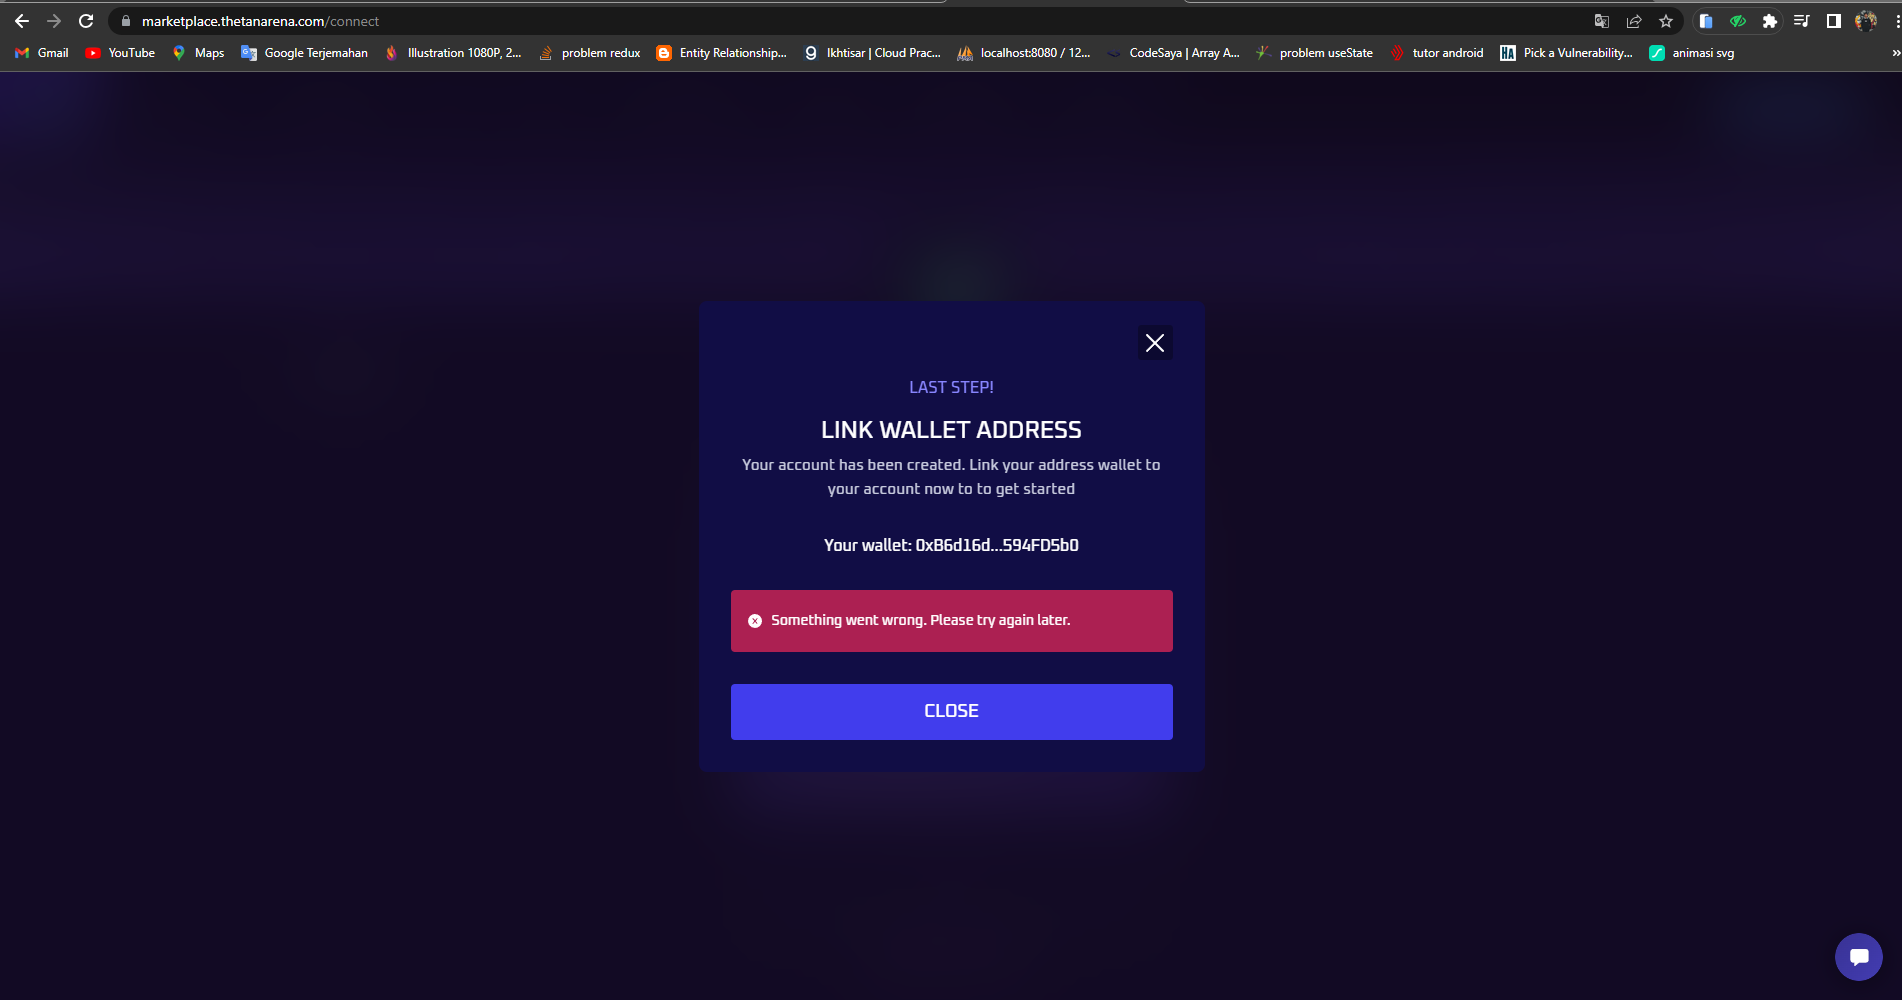 marketplace.thetanarena.com/connect
Gmail YouTube Maps Google Terjemahan Illustration 1080P, 2... problem redux Entity Relationship... Ikhtisar | Cloud Prac... localhost:8080 / 12... CodeSaya | Array A... problem useState tutor android Pick a Vulnerability... animasi svg
LAST STEP!
LINK WALLET ADDRESS
Your account has been created. Link your address wallet to
your account now to to get started
Your wallet: 0xB6d16d...594FD5b0
Something went wrong. Please try again later.
CLOSE